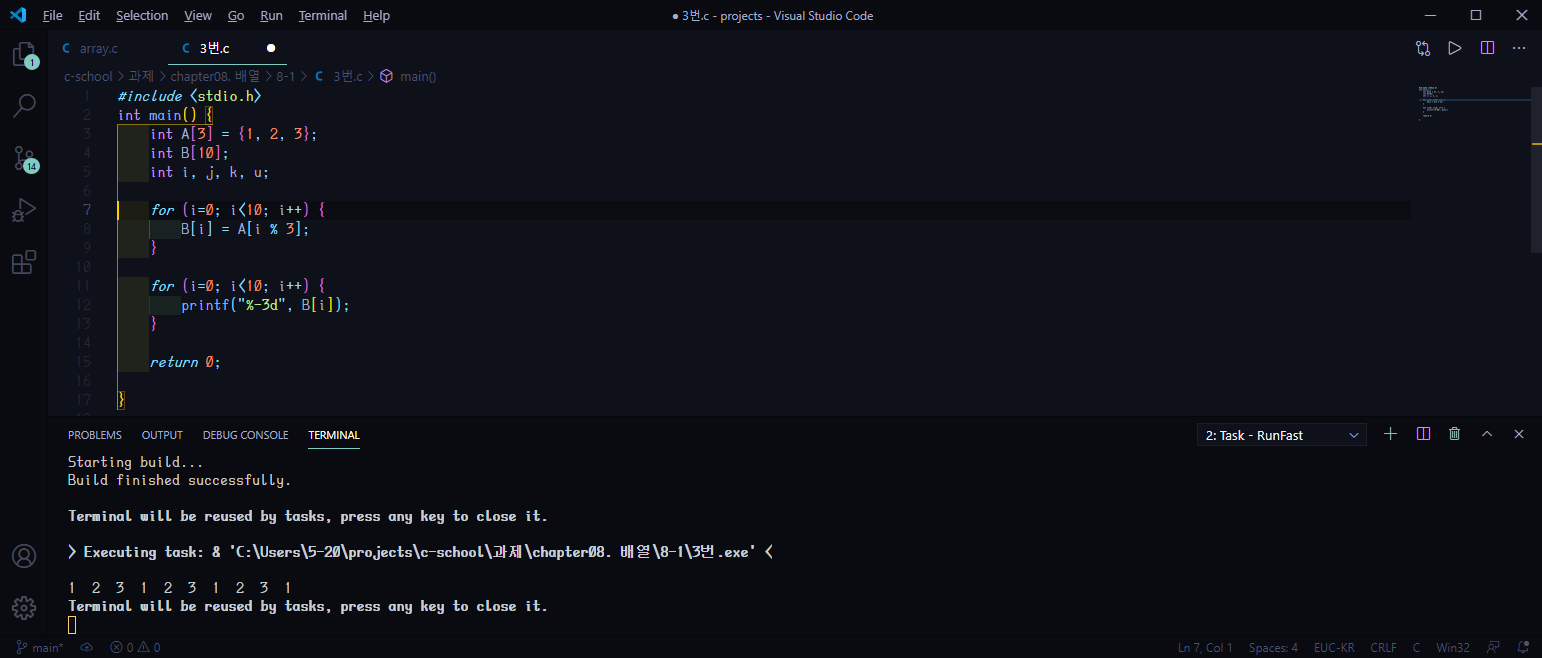 File Edit Selection View Go Run Terminal Help
● 3번.c - projects - Visual Studio Code
C array.c
C 3번.c ●
c-school > 과제 > chapter08. 배열 > 8-1 > C 3번.c > main()
1 #include <stdio.h>
2 int main() {
3 int A[3] = {1, 2, 3};
4 int B[10];
5 int i, j, k, u;
6
7 for (i=0; i<10; i++) {
8 B[i] = A[i % 3];
9 }
10
11 for (i=0; i<10; i++) {
12 printf("%-3d", B[i]);
13 }
14
15 return 0;
16
17 }
1
14
PROBLEMS OUTPUT DEBUG CONSOLE TERMINAL
2: Task - RunFast
Starting build...
Build finished successfully.
Terminal will be reused by tasks, press any key to close it.
> Executing task: & 'C:\Users\5-20\projects\c-school\과제\chapter08. 배열\8-1\3번.exe' <
1 2 3 1 2 3 1 2 3 1
Terminal will be reused by tasks, press any key to close it.
main* 0 0
Ln 7, Col 1 Spaces: 4 EUC-KR CRLF C Win32